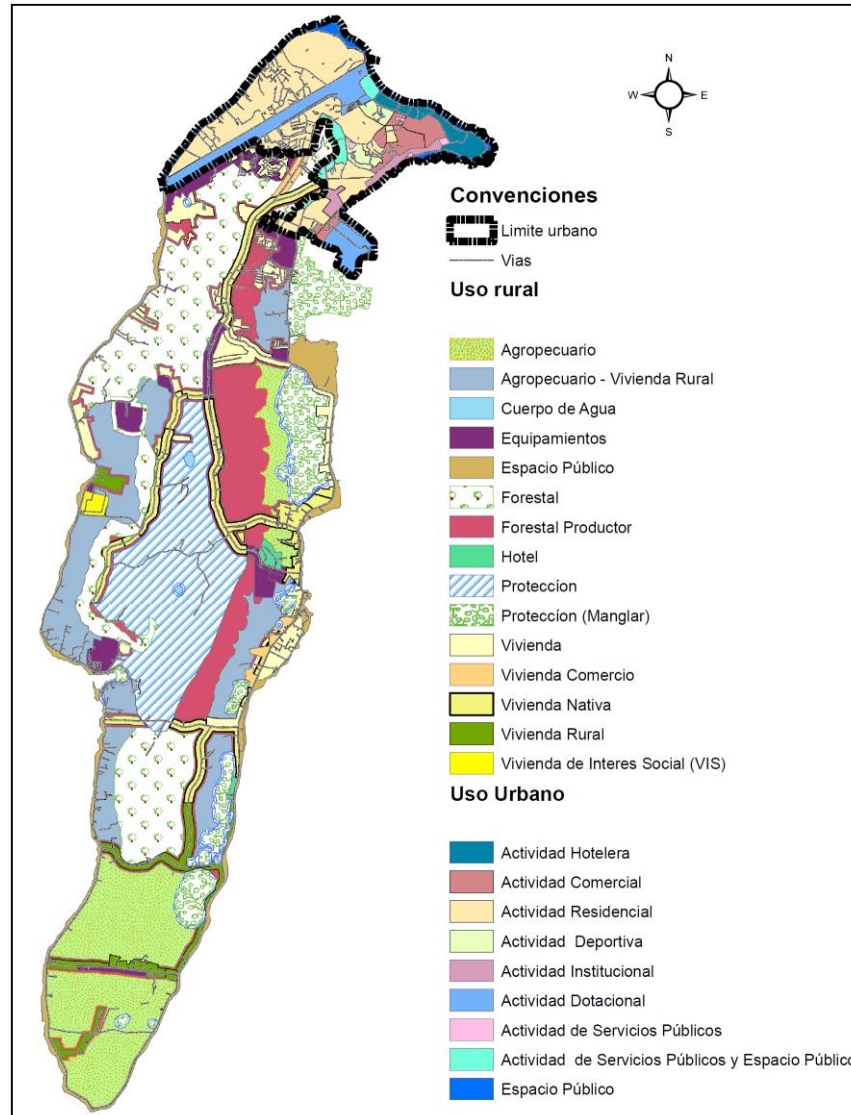 N
W E
S
Convenciones
Limite urbano
Vias
Uso rural
Agropecuario
Agropecuario - Vivienda Rural
Cuerpo de Agua
Equipamientos
Espacio Público
Forestal
Forestal Productor
Hotel
Proteccíon
Proteccíon (Manglar)
Vivienda
Vivienda Comercio
Vivienda Nativa
Vivienda Rural
Vivienda de Interes Social (VIS)
Uso Urbano
Actividad Hotelera
Actividad Comercial
Actividad Residencial
Actividad Deportiva
Actividad Institucional
Actividad Dotacional
Actividad de Servicios Públicos
Actividad de Servicios Públicos y Espacio Público
Espacio Público